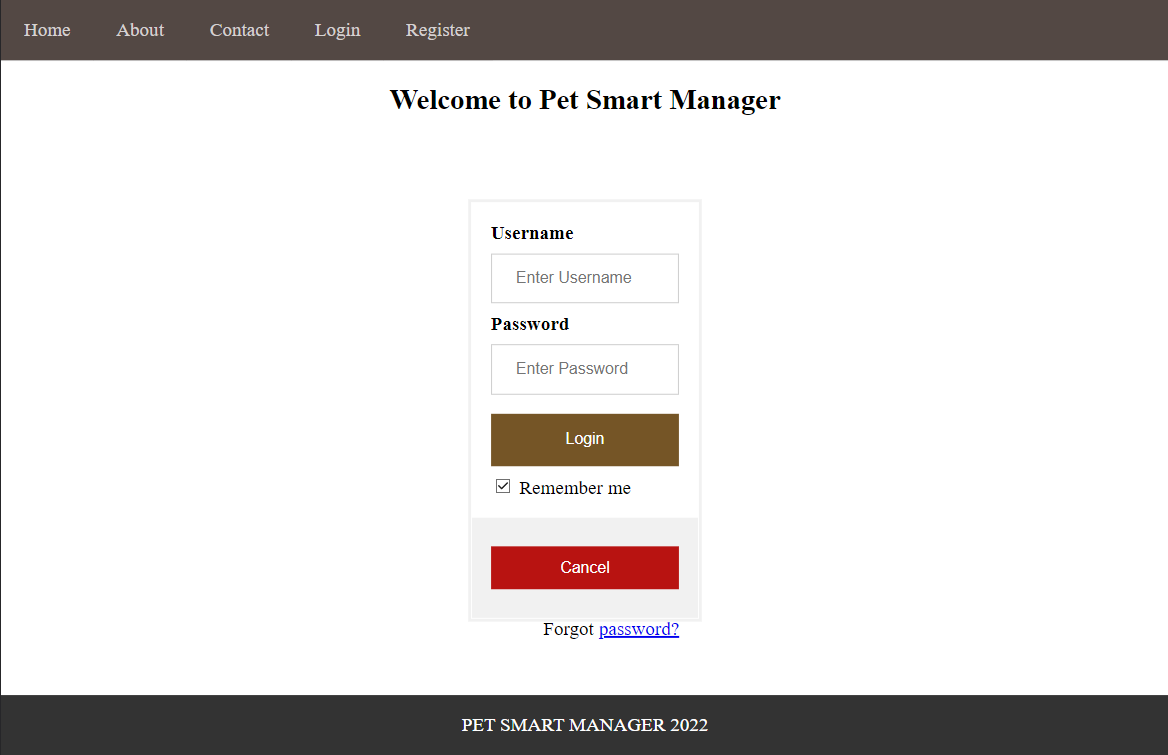 Home About Contact Login Register
Welcome to Pet Smart Manager
Username
Enter Username
Password
Enter Password
Login
Remember me
Cancel
Forgot password?
PET SMART MANAGER 2022